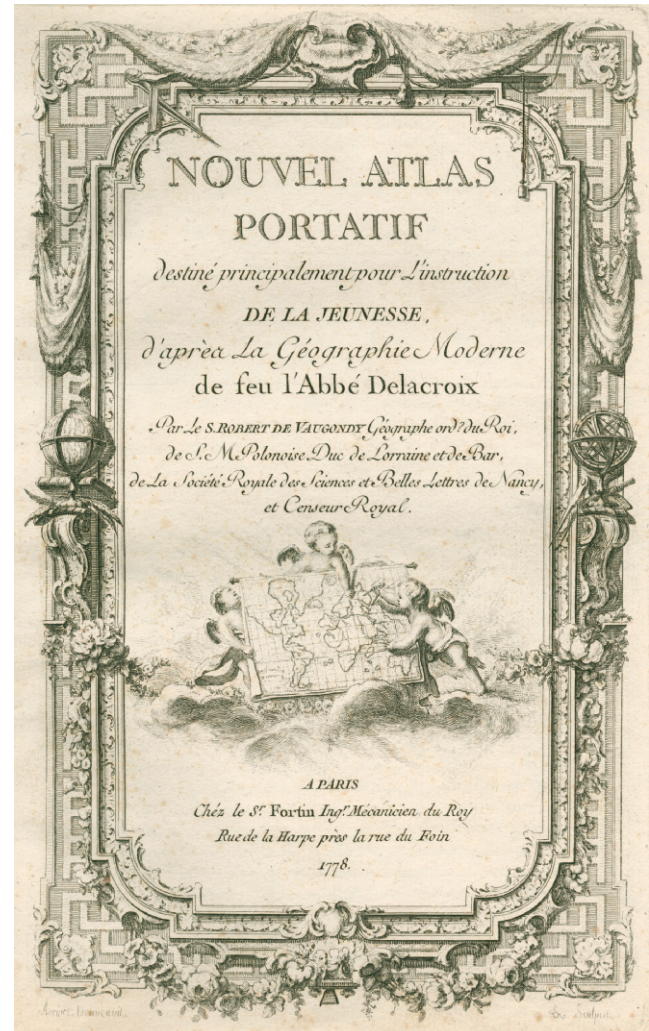 NOUVEL ATLAS
PORTATIF
destiné principalement pour L'instruction
DE LA JEUNESSE,
d'après La Géographie Moderne
de feu l'Abbé Delacroix
Par Le S. ROBERT DE VAUGONDY Géographe ord.re du Roi,
de S. M. Polonoise Duc de Lorraine et de Bar,
de La Société Royale des Sciences et Belles Lettres de Nancy,
et Censeur Royal.
A PARIS
Chéz le Sr. Fortin Ingr. Mécanicien du Roy
Rue de la Harpe près la rue du Foin
1778.